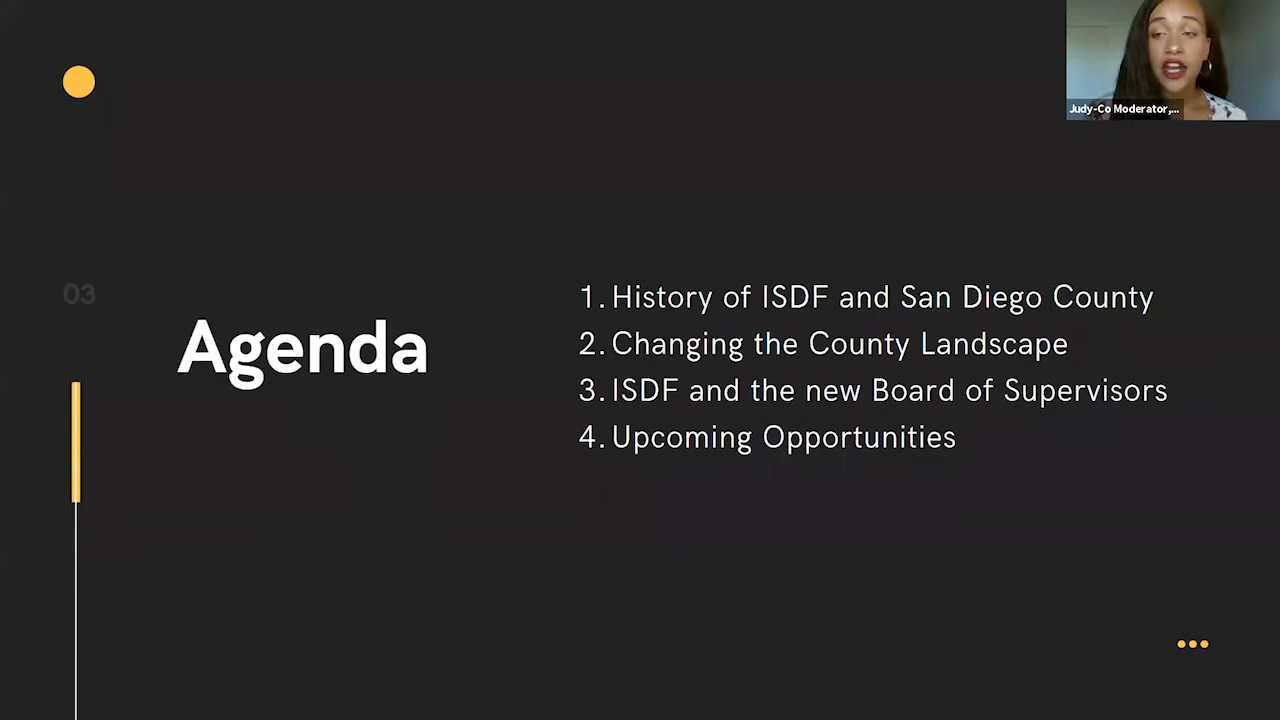 Judy-Co Moderator,...
03
Agenda
1. History of ISDF and San Diego County
2. Changing the County Landscape
3. ISDF and the new Board of Supervisors
4. Upcoming Opportunities